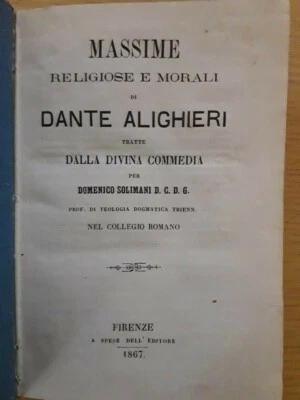 MASSIME
RELIGIOSE E MORALI
DI
DANTE ALIGHIERI
TRATTE
DALLA DIVINA COMMEDIA
PER
DOMENICO SOLIMANI D. C. D. G.
PROF. DI TEOLOGIA DOGMATICA TRIENN.
NEL COLLEGIO ROMANO
FIRENZE
A SPESE DELL' EDITORE
1867.